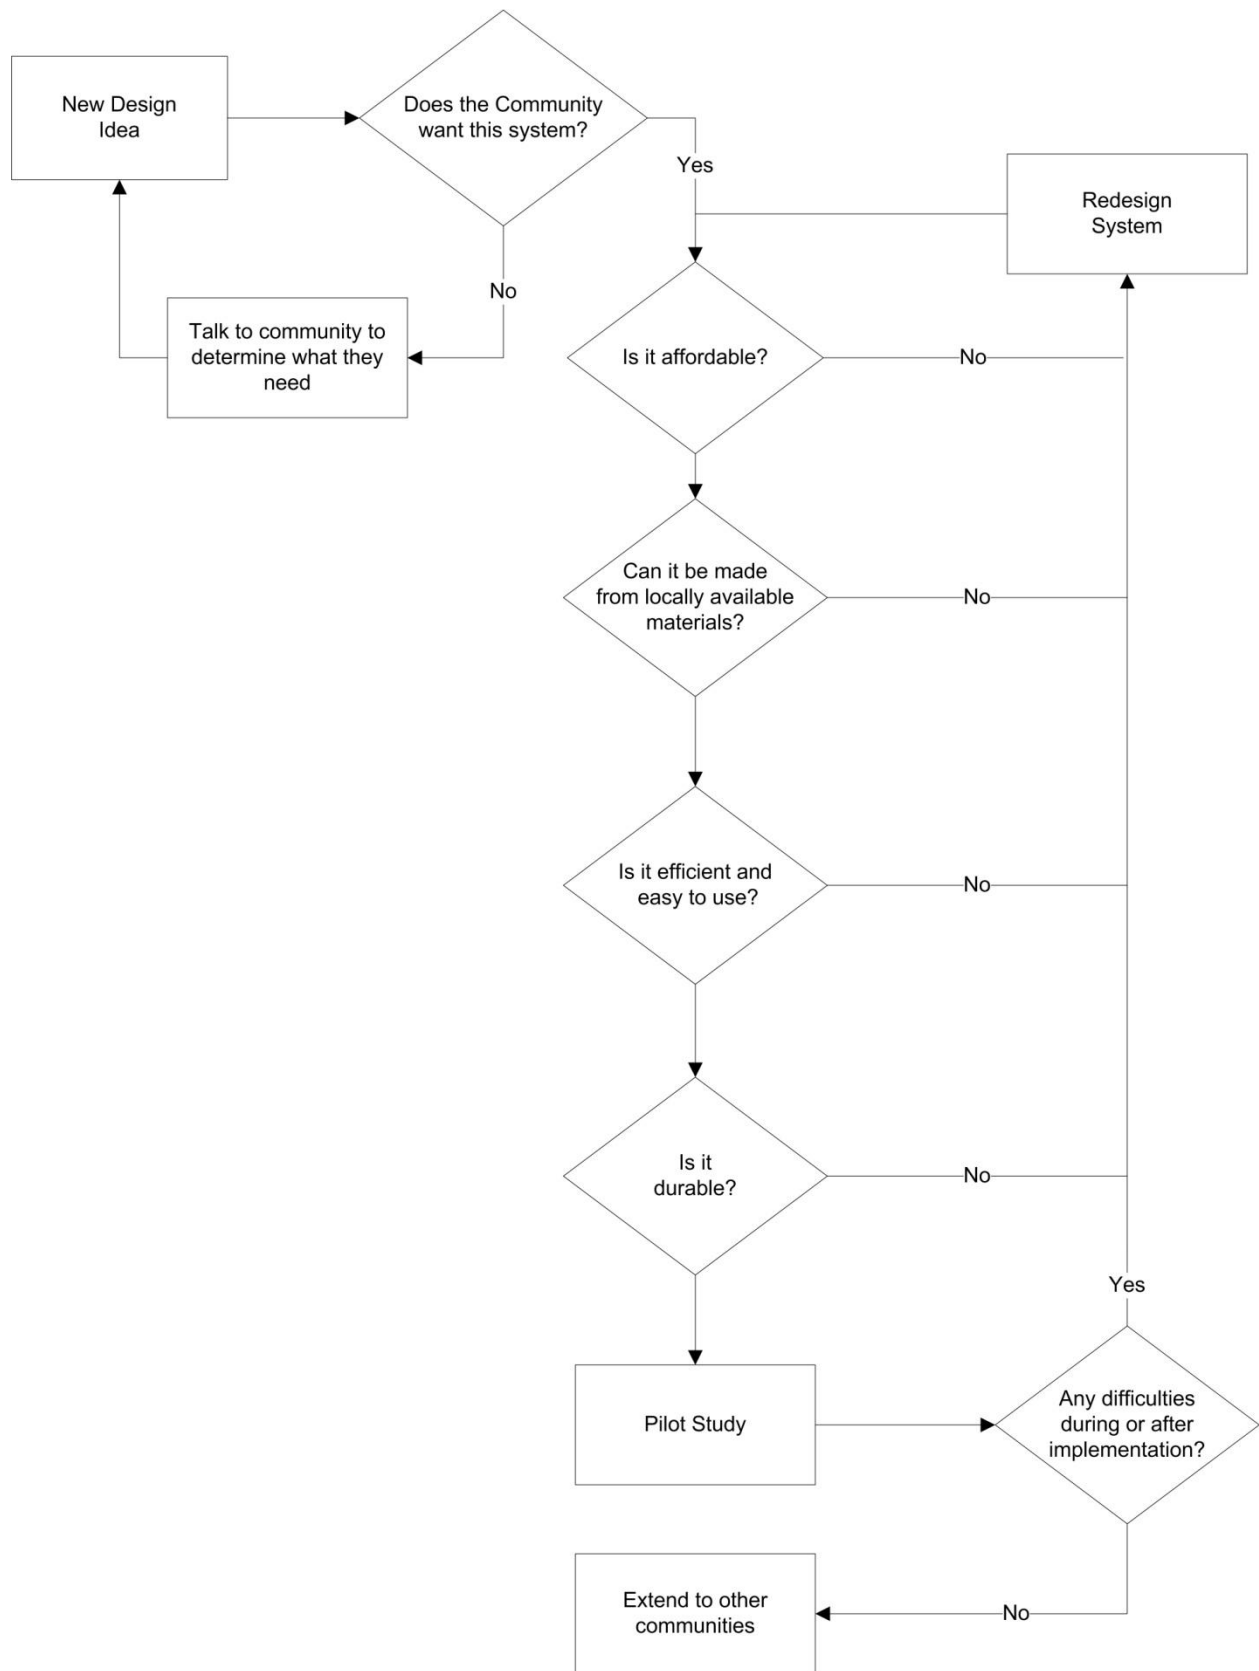 New Design
Idea
Does the Community
want this system?
Yes
Redesign
System
No
Talk to community to
determine what they
need
Is it affordable?
No
Can it be made
from locally available
materials?
No
Is it efficient and
easy to use?
No
Is it
durable?
No
Yes
Pilot Study
Any difficulties
during or after
implementation?
Extend to other
communities
No